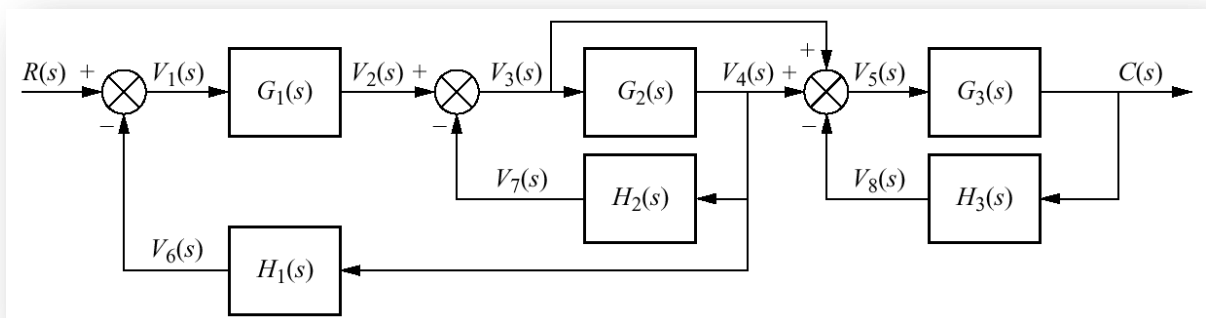 +
R(s) + V1(s) G1(s) V2(s) + V3(s) G2(s) V4(s) + V5(s) G3(s) C(s)
− − −
V7(s) H2(s) V8(s) H3(s)
V6(s) H1(s)